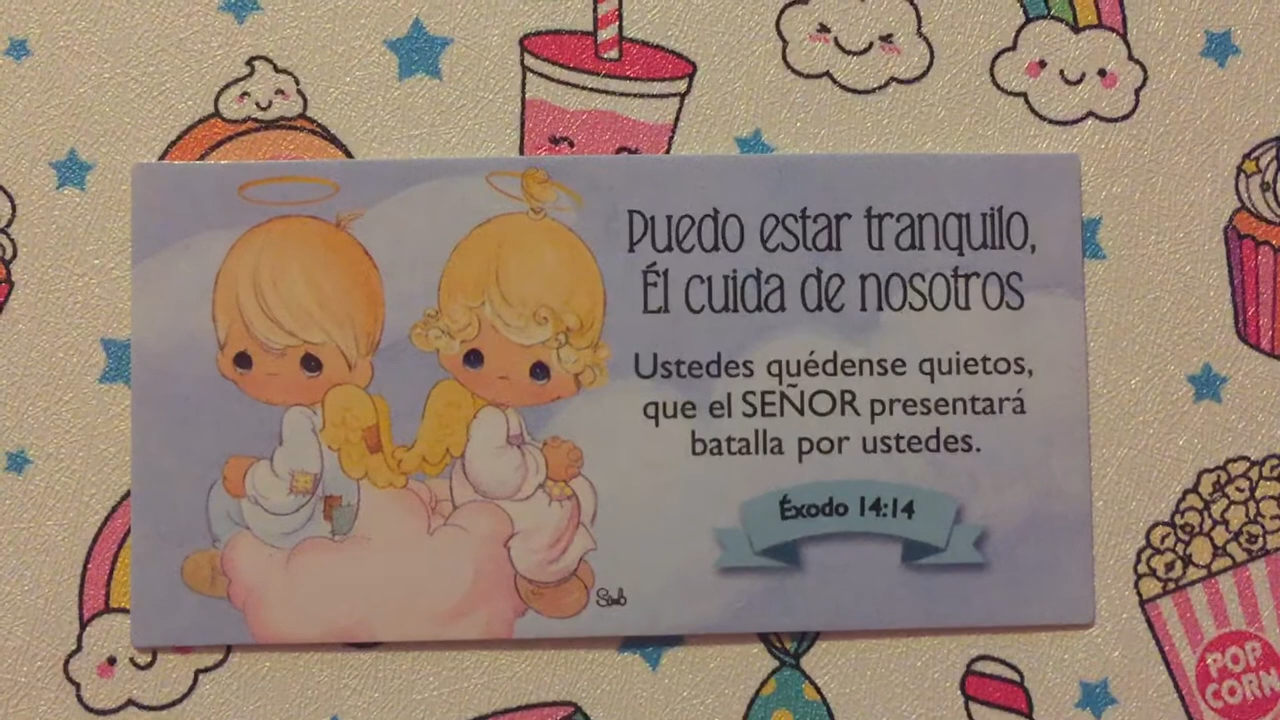 Puedo estar tranquilo,
Él cuida de nosotros
Ustedes quédense quietos,
que el SEÑOR presentará
batalla por ustedes.
Éxodo 14:14
POP
CORN